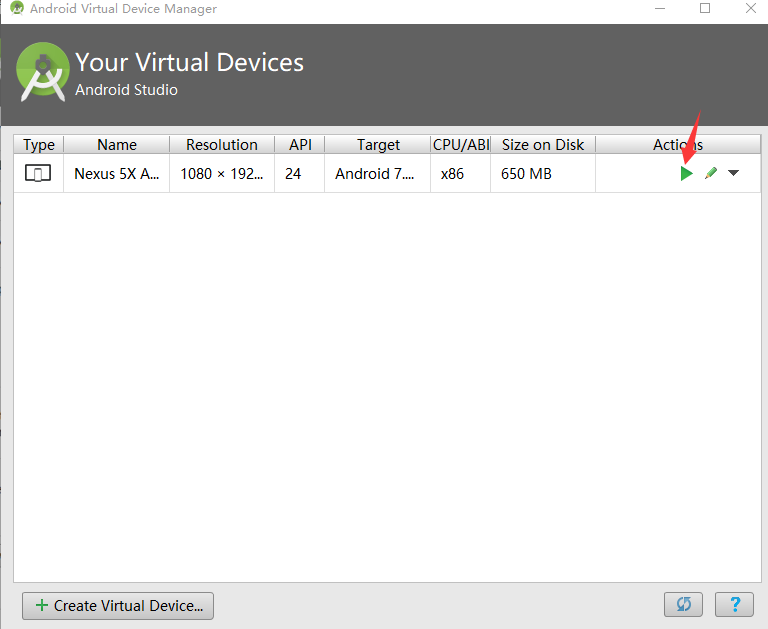 Android Virtual Device Manager
Your Virtual Devices
Android Studio
Type Name Resolution API Target CPU/ABI Size on Disk Actions
Nexus 5X A... 1080 × 192... 24 Android 7.... x86 650 MB
Create Virtual Device...
?